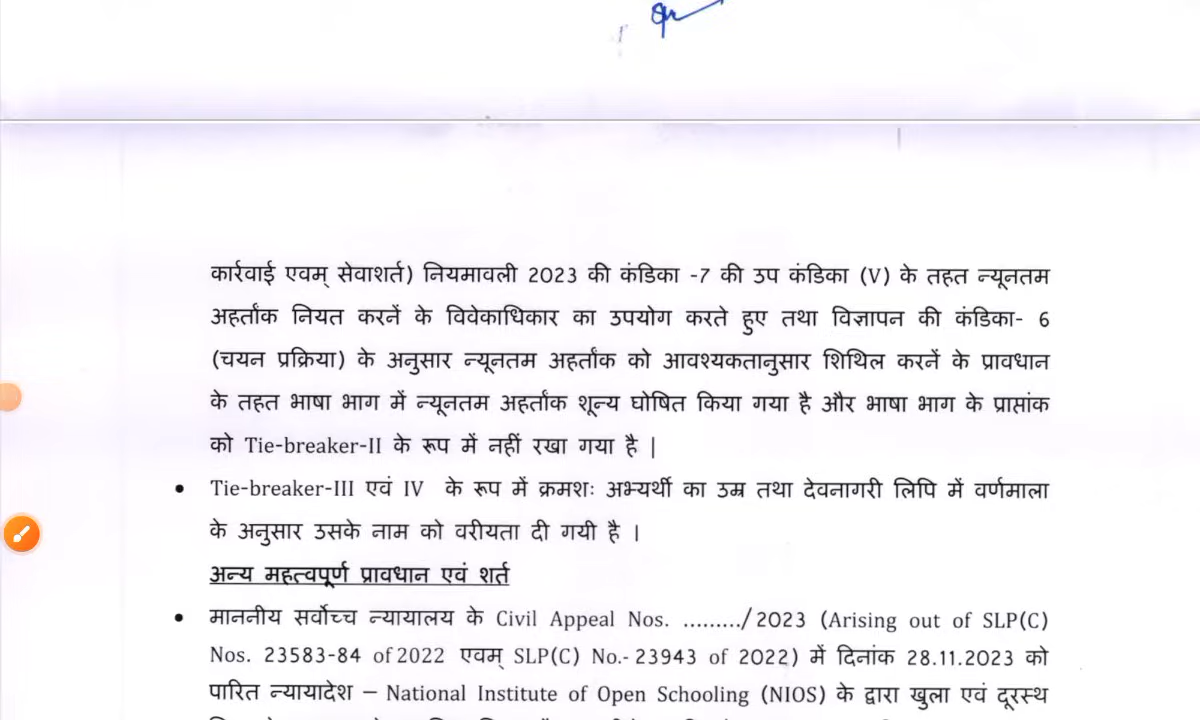 कार्रवाई एवम् सेवाशर्त) नियमावली 2023 की कंडिका -7 की उप कंडिका (V) के तहत न्यूनतम
अहर्तांक नियत करनें के विवेकाधिकार का उपयोग करते हुए तथा विज्ञापन की कंडिका- 6
(चयन प्रक्रिया) के अनुसार न्यूनतम अहर्तांक को आवश्यकतानुसार शिथिल करनें के प्रावधान
के तहत भाषा भाग में न्यूनतम अहर्तांक शून्य घोषित किया गया है और भाषा भाग के प्राप्तांक
को Tie-breaker-II के रूप में नहीं रखा गया है |
• Tie-breaker-III एवं IV के रूप में क्रमशः अभ्यर्थी का उम्र तथा देवनागरी लिपि में वर्णमाला
के अनुसार उसके नाम को वरीयता दी गयी है ।
अन्य महत्वपूर्ण प्रावधान एवं शर्त
• माननीय सर्वोच्च न्यायालय के Civil Appeal Nos. ………/2023 (Arising out of SLP(C)
Nos. 23583-84 of 2022 एवम् SLP(C) No.- 23943 of 2022) में दिनांक 28.11.2023 को
पारित न्यायादेश – National Institute of Open Schooling (NIOS) के द्वारा खुला एवं दूरस्थ